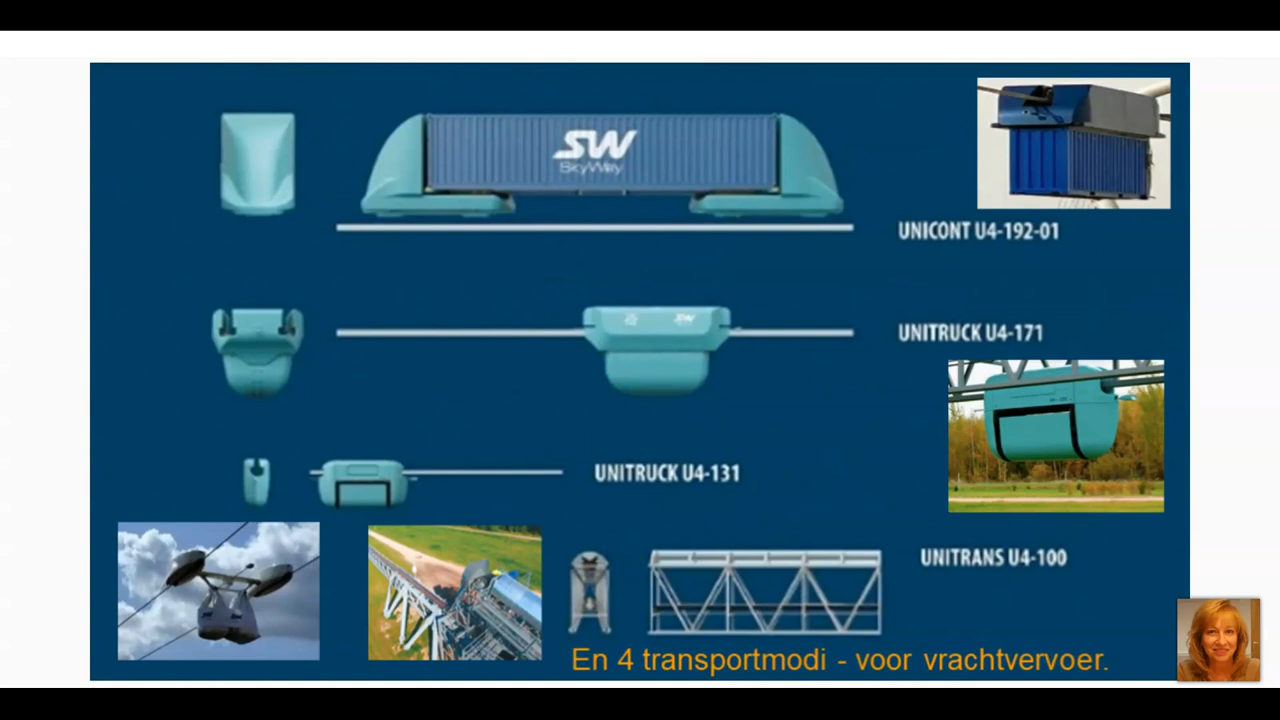 SW
SkyWay
UNICONT U4-192-01
SW
UNITRUCK U4-171
UNITRUCK U4-131
UNITRANS U4-100
En 4 transportmodi - voor vrachtvervoer.